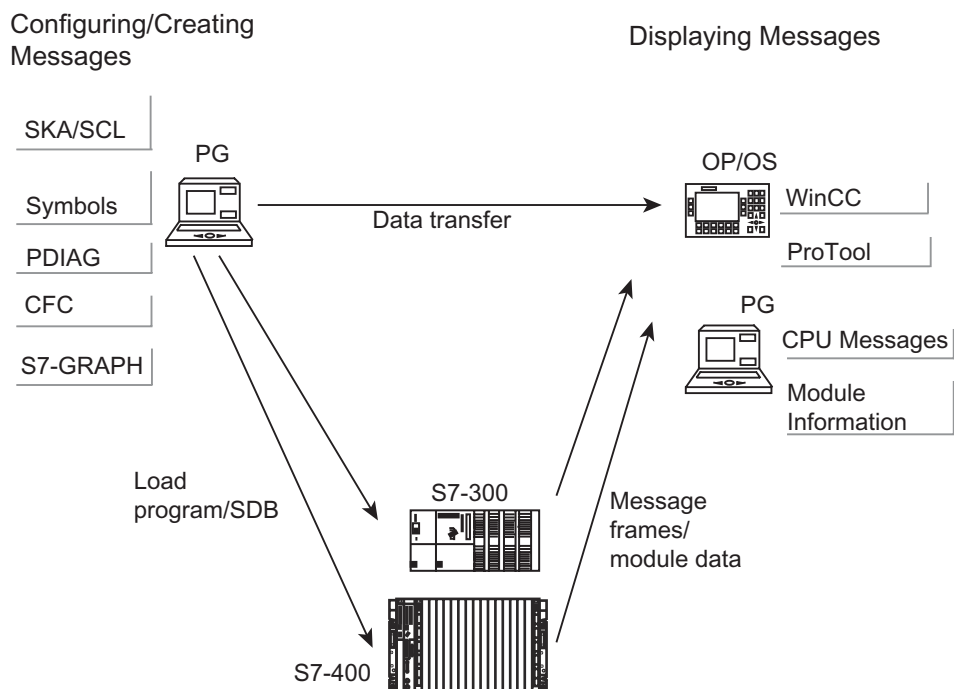 Configuring/Creating
Messages
Displaying Messages
SKA/SCL
PG
Symbols
PDIAG
CFC
S7-GRAPH
Data transfer
OP/OS
WinCC
ProTool
PG
CPU Messages
Module
Information
Load
program/SDB
S7-300
Message
frames/
module data
S7-400